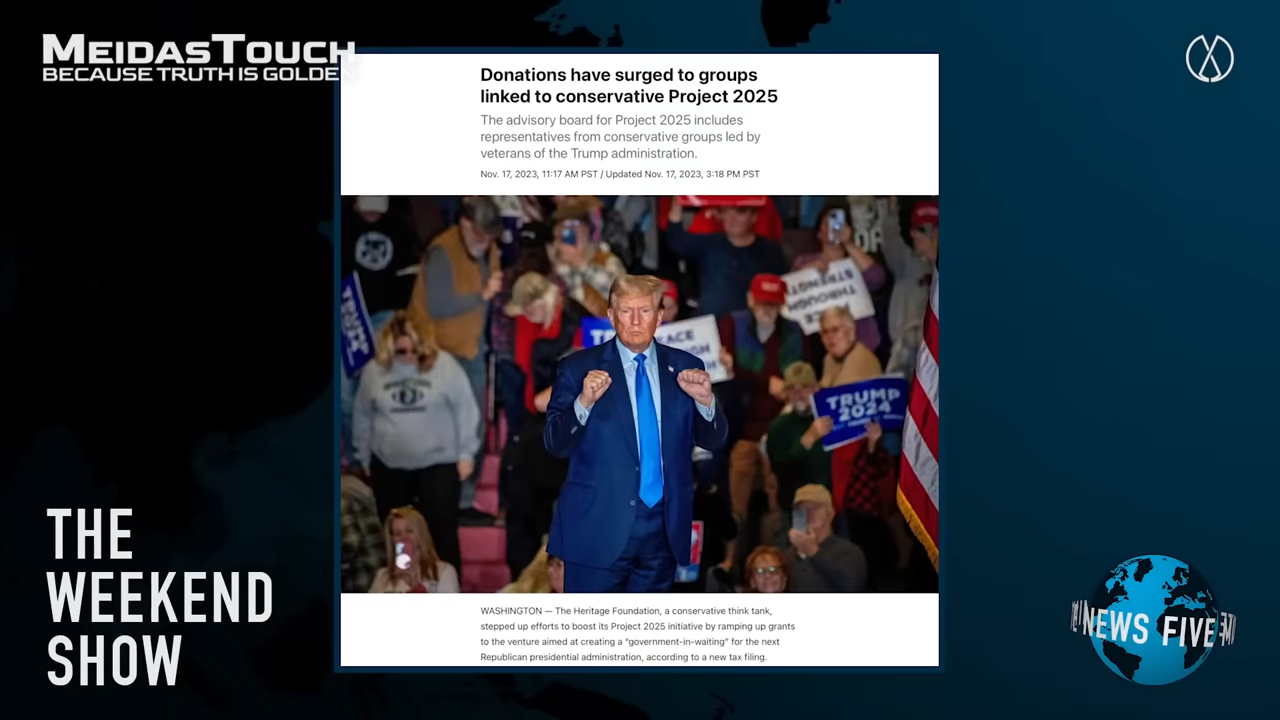 MEIDASTOUCH
BECAUSE TRUTH IS GOLDEN
Donations have surged to groups
linked to conservative Project 2025
The advisory board for Project 2025 includes
representatives from conservative groups led by
veterans of the Trump administration.
Nov. 17, 2023, 11:17 AM PST / Updated Nov. 17, 2023, 3:18 PM PST
TRUMP
PEACE
THROUGH
STRENGTH
TRUMP
2024
WASHINGTON — The Heritage Foundation, a conservative think tank,
stepped up efforts to boost its Project 2025 initiative by ramping up grants
to the venture aimed at creating a “government-in-waiting” for the next
Republican presidential administration, according to a new tax filing.
THE
WEEKEND
SHOW
NEWS FIVE